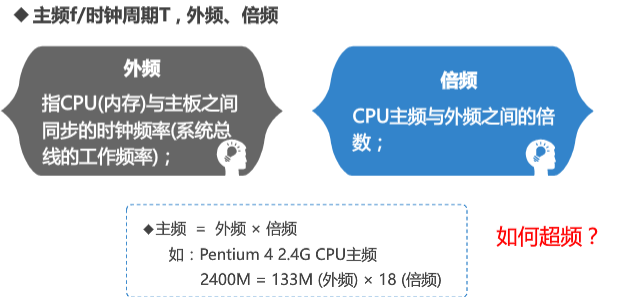 ◆主频f/时钟周期T，外频、倍频
外频
指CPU(内存)与主板之间
同步的时钟频率(系统总
线的工作频率)；
倍频
CPU主频与外频之间的倍
数；
◆主频 = 外频 × 倍频
如：Pentium 4 2.4G CPU主频
2400M = 133M (外频) × 18 (倍频)
如何超频？